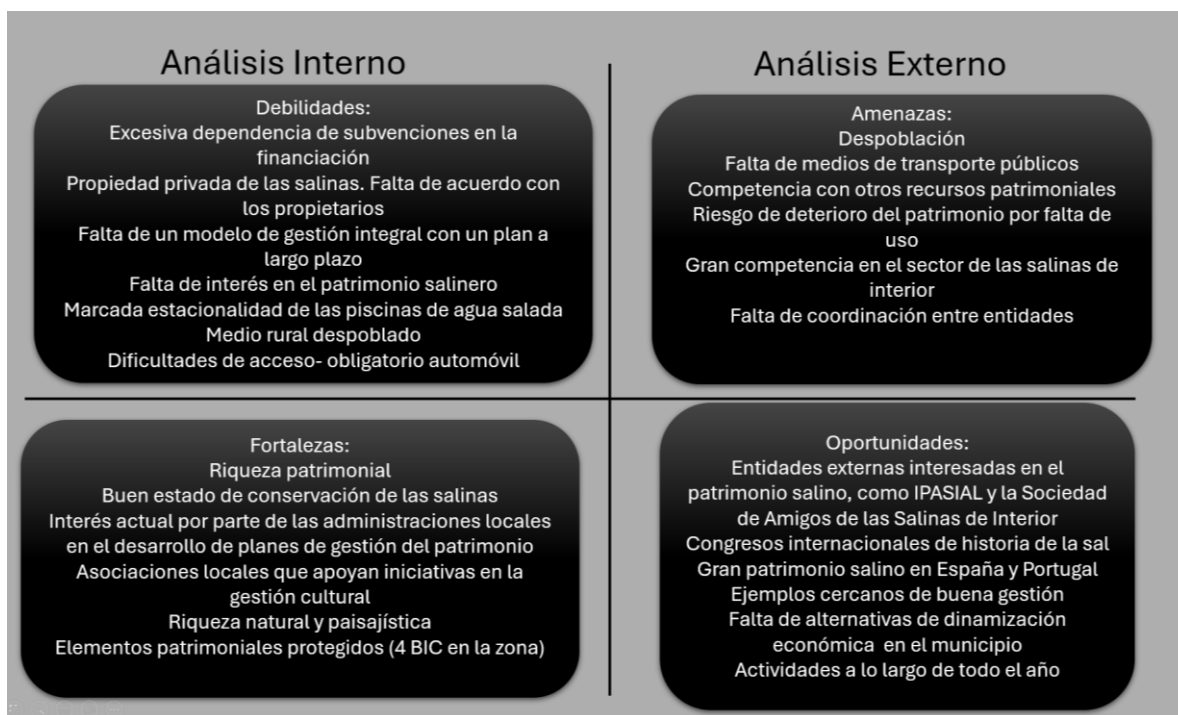 Análisis Interno
Debilidades:
Excesiva dependencia de subvenciones en la
financiación
Propiedad privada de las salinas. Falta de acuerdo con
los propietarios
Falta de un modelo de gestión integral con un plan a
largo plazo
Falta de interés en el patrimonio salinero
Marcada estacionalidad de las piscinas de agua salada
Medio rural despoblado
Dificultades de acceso- obligatorio automóvil
Análisis Externo
Amenazas:
Despoblación
Falta de medios de transporte públicos
Competencia con otros recursos patrimoniales
Riesgo de deterioro del patrimonio por falta de
uso
Gran competencia en el sector de las salinas de
interior
Falta de coordinación entre entidades
Fortalezas:
Riqueza patrimonial
Buen estado de conservación de las salinas
Interés actual por parte de las administraciones locales
en el desarrollo de planes de gestión del patrimonio
Asociaciones locales que apoyan iniciativas en la
gestión cultural
Riqueza natural y paisajística
Elementos patrimoniales protegidos (4 BIC en la zona)
Oportunidades:
Entidades externas interesadas en el
patrimonio salino, como IPASIAL y la Sociedad
de Amigos de las Salinas de Interior
Congresos internacionales de historia de la sal
Gran patrimonio salino en España y Portugal
Ejemplos cercanos de buena gestión
Falta de alternativas de dinamización
económica en el municipio
Actividades a lo largo de todo el año